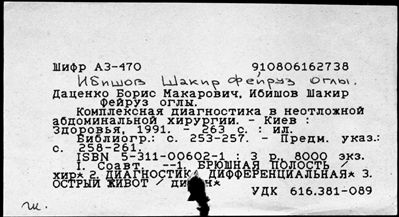 Шифр А3-470 910806162738
Ибишов Шакир Фейруз оглы.
Даценко Борис Макарович, Ибишов Шакир
Фейруз оглы.
Комплексная диагностика в неотложной
абдоминальной хирургии. - Киев :
Здоровья, 1991. - 263 с. : ил.
Библиогр.: с. 253-257. - Предм. указ.:
с. 258-261.
ISBN 5-311-00602-1 : 3 р. 8000 экз.
I. Соавт. --1. БРЮШНАЯ ПОЛОСТЬ /
хир* 2. ДИАГНОСТИКА ДИФФЕРЕНЦИАЛЬНАЯ* 3.
ОСТРЫЙ ЖИВОТ /
УДК 616.381-089